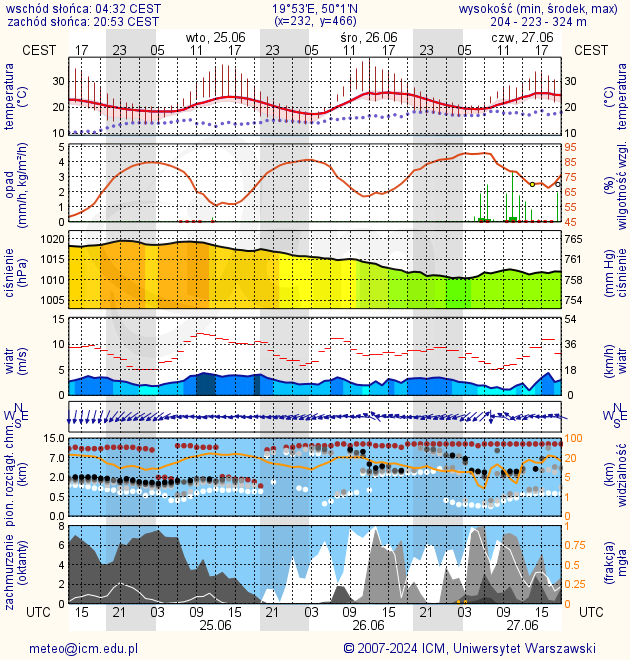 wschód słońca: 04:32 CEST 19°53'E, 50°1'N wysokość (min, środek, max)
zachód słońca: 20:53 CEST (x=232, y=466) 204 - 223 - 324 m
wto, 25.06 śro, 26.06 czw, 27.06
CEST 17 23 05 11 17 23 05 11 17 23 05 11 17 CEST
temperatura (°C) 30 20 10 30 20 10 (°C) temperatura
opad (mm/h, kg/m²/h) 5 4 3 2 1 0 95 85 75 65 55 45 (%) wilgotność wzgl.
ciśnienie (hPa) 1020 1015 1010 1005 765 761 758 754 (mm Hg) ciśnienie
wiatr (m/s) 15 10 5 0 54 36 18 0 (km/h) wiatr
N W E S N W E S
pion. rozciągł. chm. (km) 15.0 7.0 2.0 0.5 0.0 100 20 5 1 0 (km) widzialność
zachmurzenie (oktanty) 8 6 4 2 0 1 0.75 0.5 0.25 0 (frakcja) mgła
UTC 15 21 03 09 15 21 03 09 15 21 03 09 15 UTC
25.06 26.06 27.06
meteo@icm.edu.pl © 2007-2024 ICM, Uniwersytet Warszawski